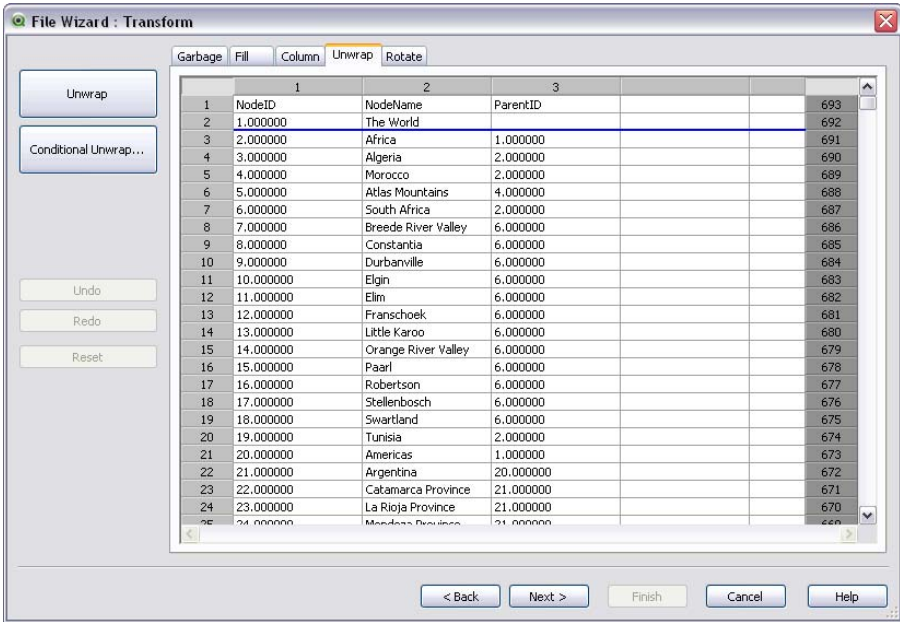 File Wizard : Transform
Garbage Fill Column Unwrap Rotate
Unwrap
Conditional Unwrap...
Undo
Redo
Reset
1 2 3
1 NodeID NodeName ParentID 693
2 1.000000 The World 692
3 2.000000 Africa 1.000000 691
4 3.000000 Algeria 2.000000 690
5 4.000000 Morocco 2.000000 689
6 5.000000 Atlas Mountains 4.000000 688
7 6.000000 South Africa 2.000000 687
8 7.000000 Breede River Valley 6.000000 686
9 8.000000 Constantia 6.000000 685
10 9.000000 Durbanville 6.000000 684
11 10.000000 Elgin 6.000000 683
12 11.000000 Elim 6.000000 682
13 12.000000 Franschoek 6.000000 681
14 13.000000 Little Karoo 6.000000 680
15 14.000000 Orange River Valley 6.000000 679
16 15.000000 Paarl 6.000000 678
17 16.000000 Robertson 6.000000 677
18 17.000000 Stellenbosch 6.000000 676
19 18.000000 Swartland 6.000000 675
20 19.000000 Tunisia 2.000000 674
21 20.000000 Americas 1.000000 673
22 21.000000 Argentina 20.000000 672
23 22.000000 Catamarca Province 21.000000 671
24 23.000000 La Rioja Province 21.000000 670
25 24.000000 Mendoza Province 21.000000 669
< Back Next > Finish Cancel Help